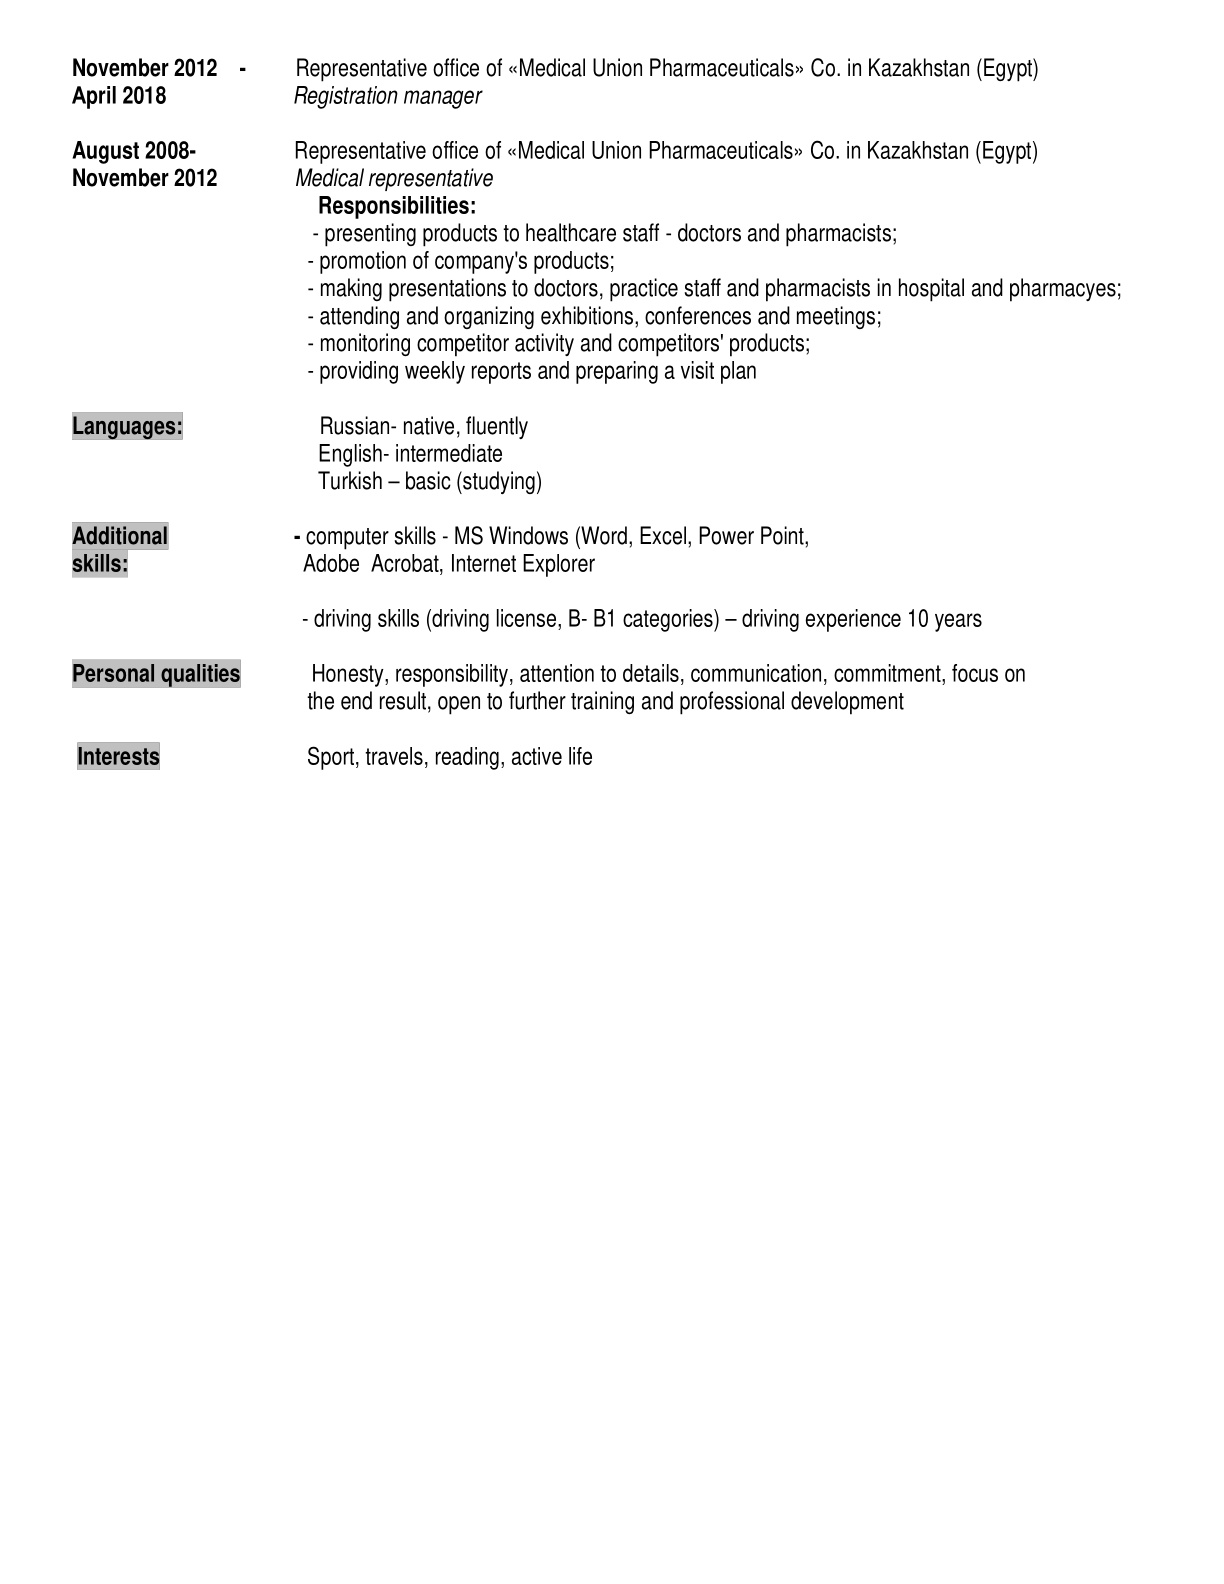 November 2012 - Representative office of «Medical Union Pharmaceuticals» Co. in Kazakhstan (Egypt)
April 2018 Registration manager
August 2008- Representative office of «Medical Union Pharmaceuticals» Co. in Kazakhstan (Egypt)
November 2012 Medical representative
Responsibilities:
- presenting products to healthcare staff - doctors and pharmacists;
- promotion of company's products;
- making presentations to doctors, practice staff and pharmacists in hospital and pharmacyes;
- attending and organizing exhibitions, conferences and meetings;
- monitoring competitor activity and competitors' products;
- providing weekly reports and preparing a visit plan
Languages: Russian- native, fluently
English- intermediate
Turkish – basic (studying)
Additional - computer skills - MS Windows (Word, Excel, Power Point,
skills: Adobe Acrobat, Internet Explorer
- driving skills (driving license, B- B1 categories) – driving experience 10 years
Personal qualities Honesty, responsibility, attention to details, communication, commitment, focus on
the end result, open to further training and professional development
Interests Sport, travels, reading, active life